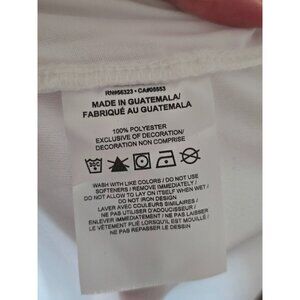 RN#56323 • CA#05553
MADE IN GUATEMALA/
FABRIQUÉ AU GUATEMALA
100% POLYESTER
EXCLUSIVE OF DECORATION/
DECORATION NON COMPRISE
WASH WITH LIKE COLORS / DO NOT USE
SOFTENERS / REMOVE IMMEDIATELY /
DO NOT ALLOW TO LAY ON ITSELF WHEN WET /
DO NOT IRON DESIGN
LAVER AVEC COULEURS SIMILAIRES /
NE PAS UTILISER D'ADOUCISSEUR /
ENLEVER IMMÉDIATEMENT / NE PAS LAISSER
LE VÊTEMENT PLIÉ LORSQU'IL EST MOUILLÉ /
NE PAS REPASSER LE DESSIN